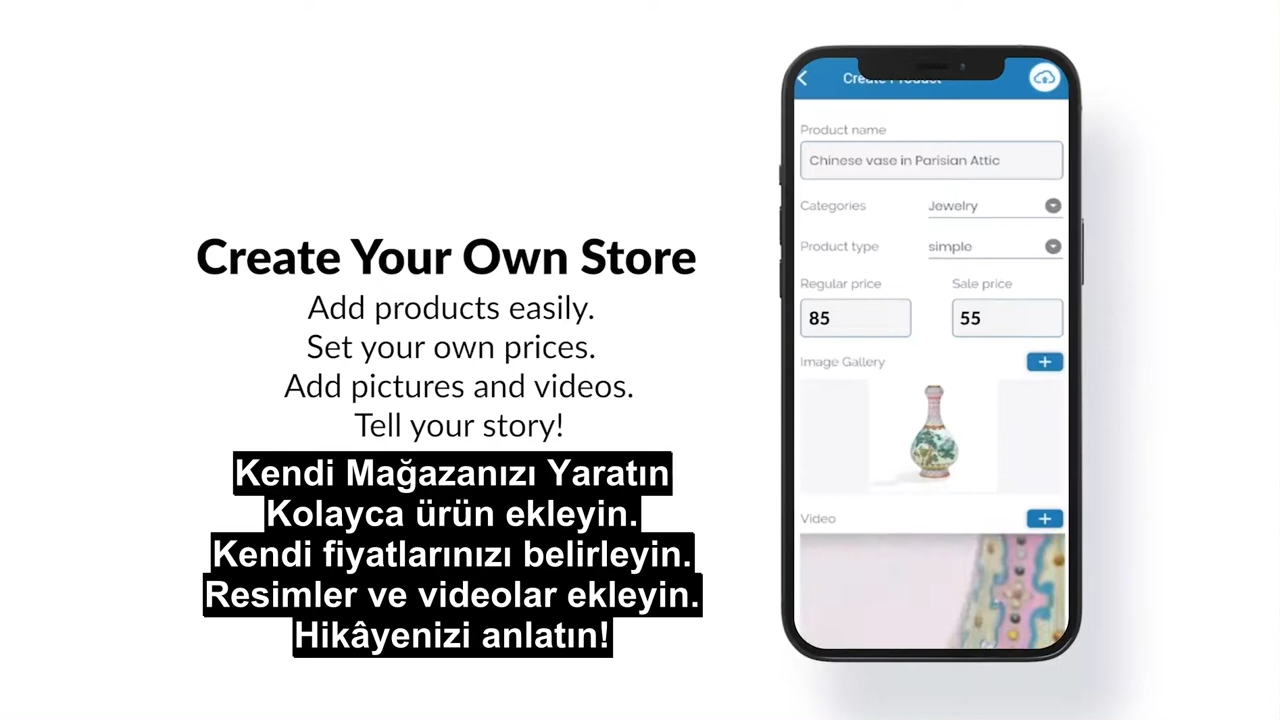 Create Your Own Store
Add products easily.
Set your own prices.
Add pictures and videos.
Tell your story!
Kendi Mağazanızı Yaratın
Kolayca ürün ekleyin.
Kendi fiyatlarınızı belirleyin.
Resimler ve videolar ekleyin.
Hikâyenizi anlatın!
Create Product
Product name
Chinese vase in Parisian Attic
Categories Jewelry
Product type simple
Regular price Sale price
85 55
Image Gallery
Video